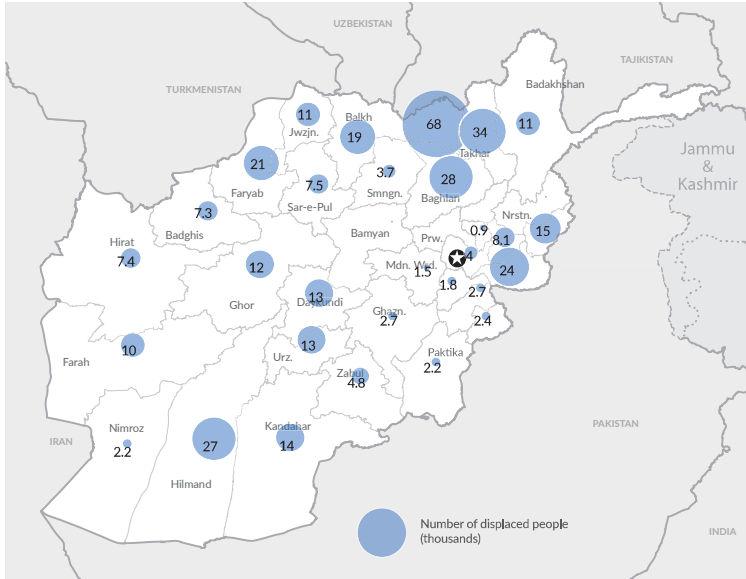 UZBEKISTAN
TAJIKISTAN
TURKMENISTAN
Badakhshan
11
Jwzjn.
Balkh
19
68
34
Takhar
11
Jammu
&
Kashmir
21
Faryab
7.5
Sar-e-Pul
3.7
Smngn.
28
Baghlan
7.3
Badghis
Nrstn.
15
Hirat
7.4
Bamyan
Prw.
0.9
8.1
4
12
Ghor
Mdn. Wrd.
1.5
24
1.8
2.7
13
Daykundi
Ghazn.
2.7
2.4
10
Farah
13
Urz.
Paktika
2.2
Zabul
4.8
Nimroz
2.2
IRAN
27
Hilmand
Kandahar
14
PAKISTAN
Number of displaced people
(thousands)
INDIA